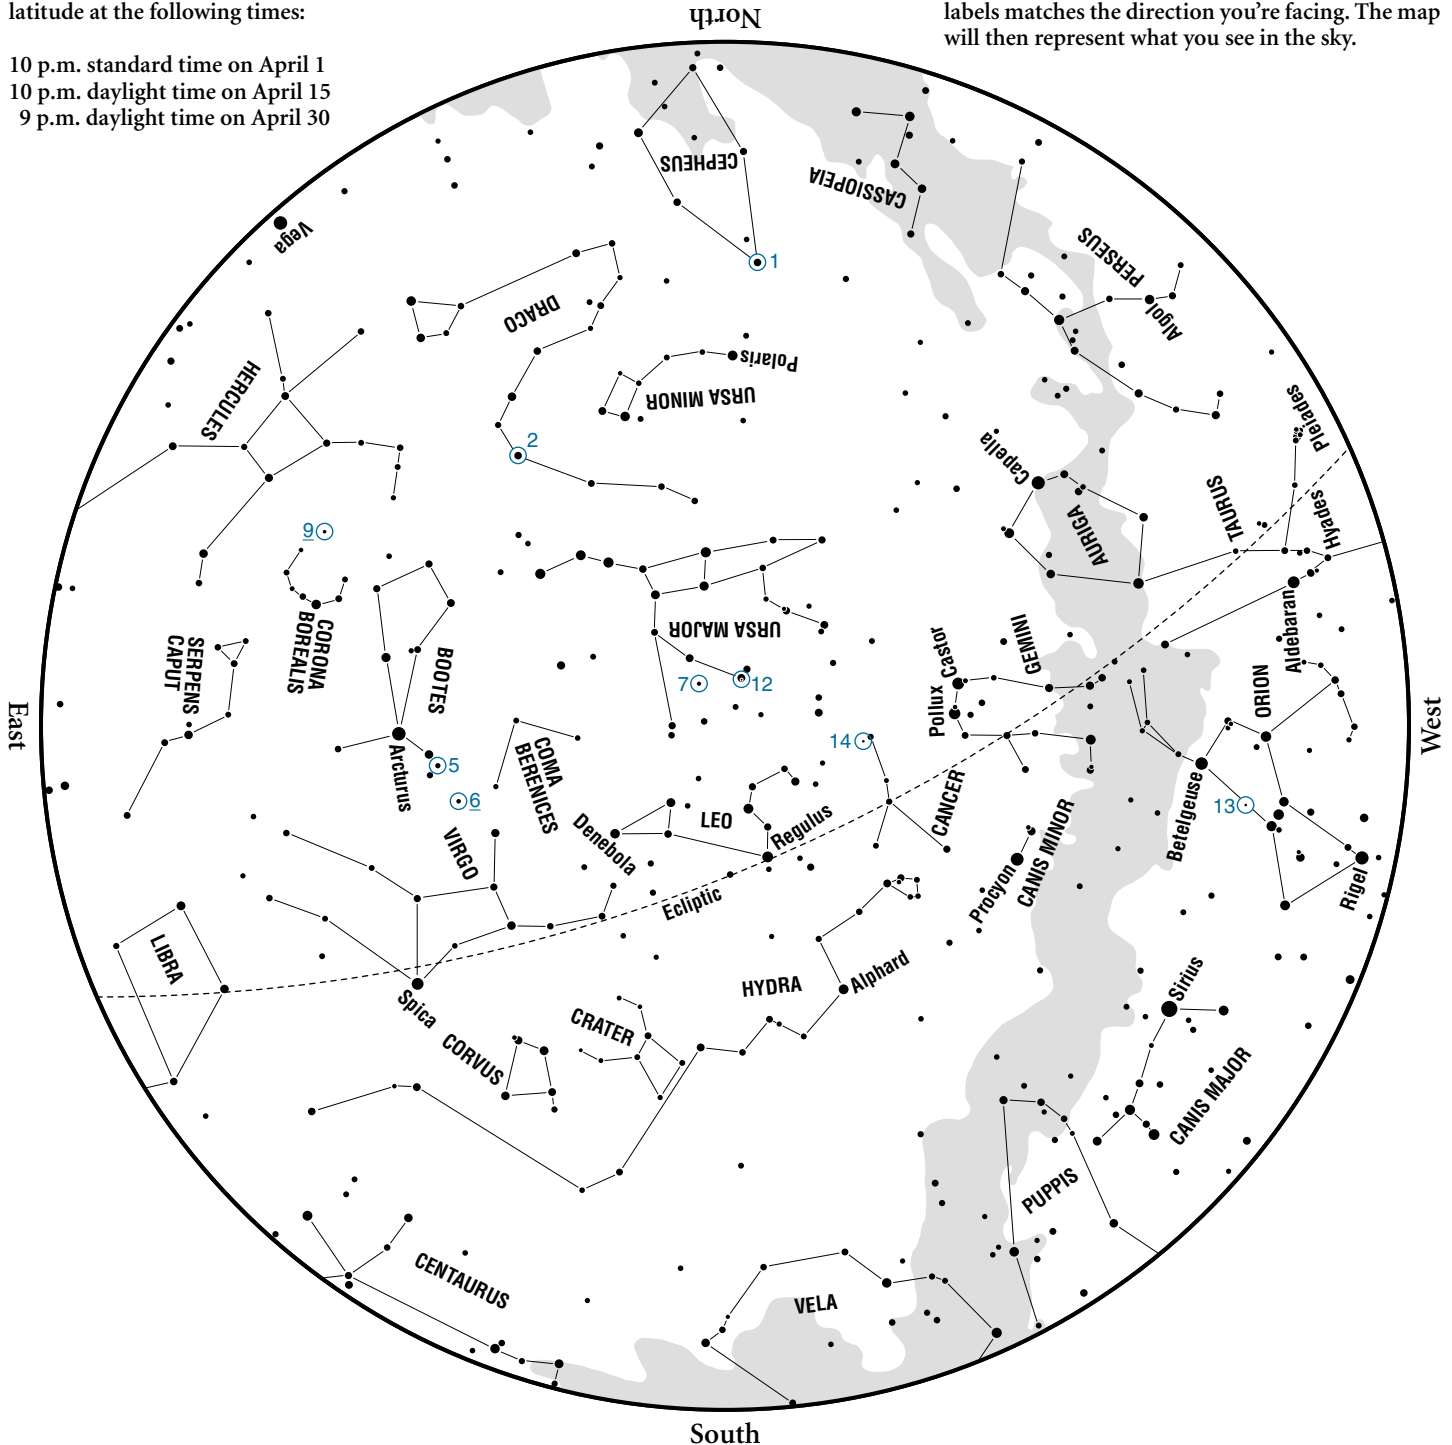 latitude at the following times:
10 p.m. standard time on April 1
10 p.m. daylight time on April 15
9 p.m. daylight time on April 30
labels matches the direction you're facing. The map
will then represent what you see in the sky.
North
CEPHEUS
CASSIOPEIA
Vega
1
PERSEUS
Algol
DRACO
Polaris
URSA MINOR
HERCULES
2
Pleiades
Capella
AURIGA
TAURUS
Hyades
9
CORONA
BOREALIS
SERPENS
CAPUT
BOOTES
URSA MAJOR
7
12
Castor
Pollux
GEMINI
Aldebaran
ORION
East
West
Arcturus
5
6
COMA
BERENICES
14
CANCER
Betelgeuse
13
VIRGO
Denebola
LEO
Regulus
Procyon
CANIS MINOR
Rigel
Ecliptic
LIBRA
Spica
CORVUS
CRATER
HYDRA
Alphard
Sirius
CANIS MAJOR
PUPPIS
CENTAURUS
VELA
South